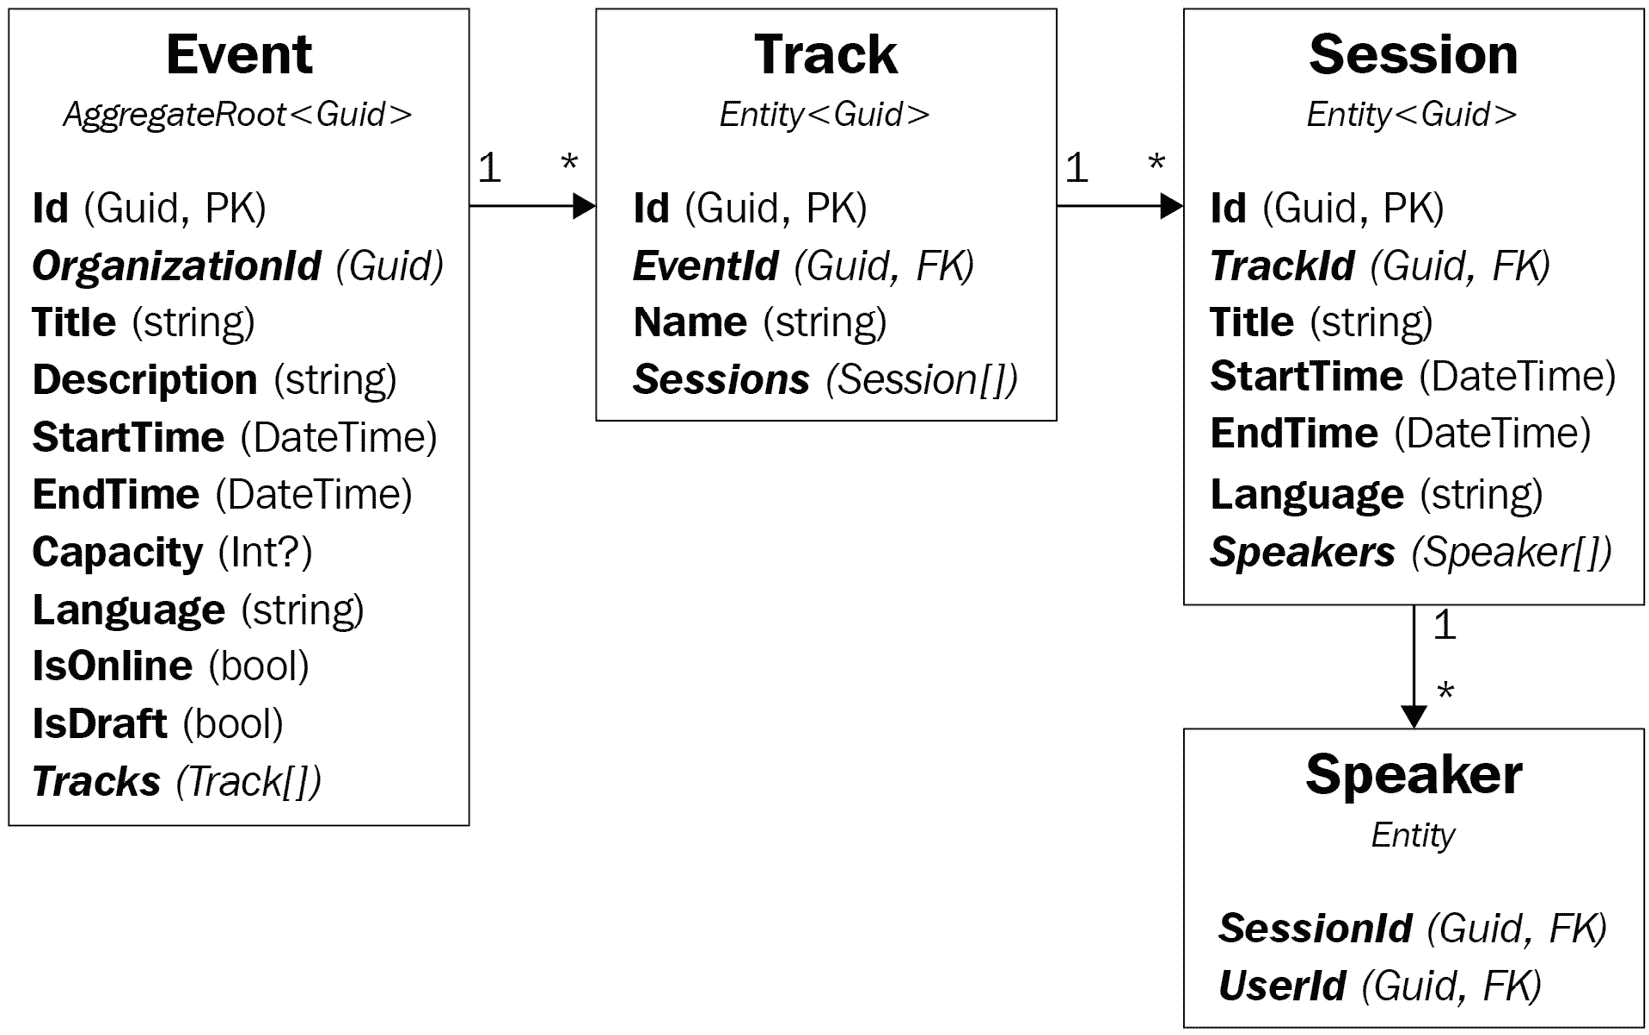 Event
AggregateRoot<Guid>
Id (Guid, PK)
OrganizationId (Guid)
Title (string)
Description (string)
StartTime (DateTime)
EndTime (DateTime)
Capacity (Int?)
Language (string)
IsOnline (bool)
IsDraft (bool)
Tracks (Track[])
1 *
Track
Entity<Guid>
Id (Guid, PK)
EventId (Guid, FK)
Name (string)
Sessions (Session[])
1 *
Session
Entity<Guid>
Id (Guid, PK)
TrackId (Guid, FK)
Title (string)
StartTime (DateTime)
EndTime (DateTime)
Language (string)
Speakers (Speaker[])
1
*
Speaker
Entity
SessionId (Guid, FK)
UserId (Guid, FK)